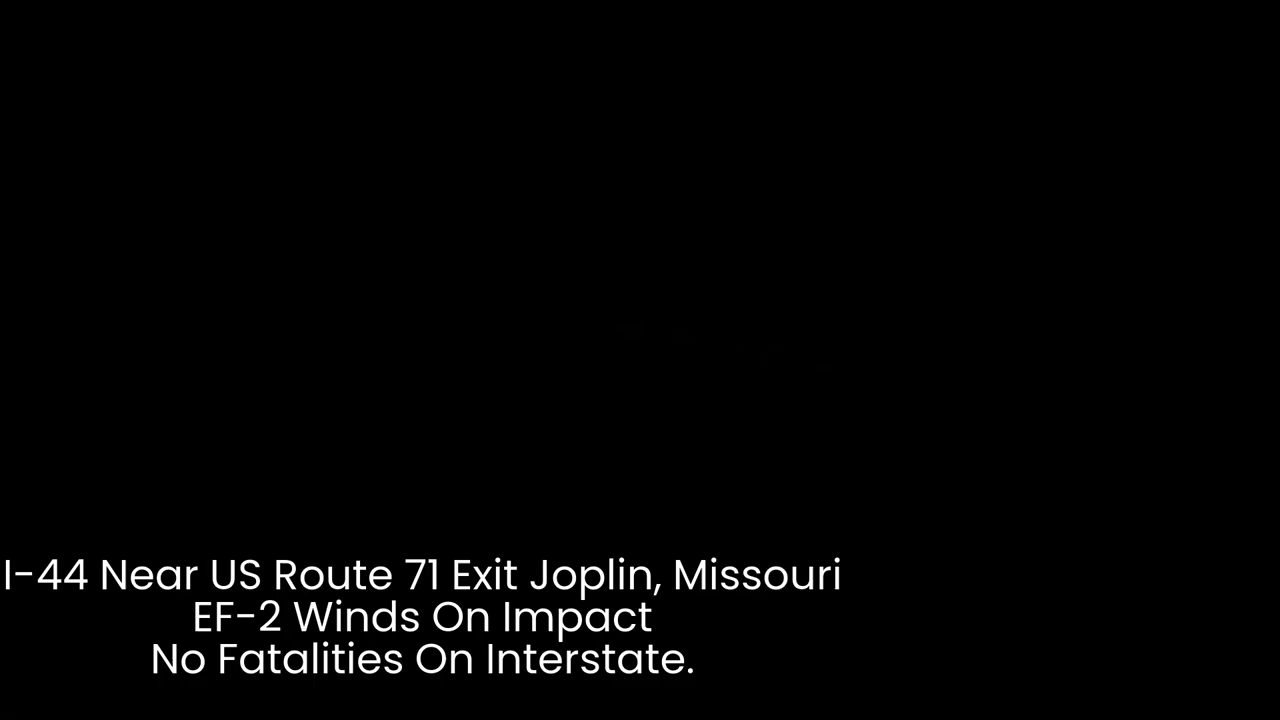 I-44 Near US Route 71 Exit Joplin, Missouri
EF-2 Winds On Impact
No Fatalities On Interstate.